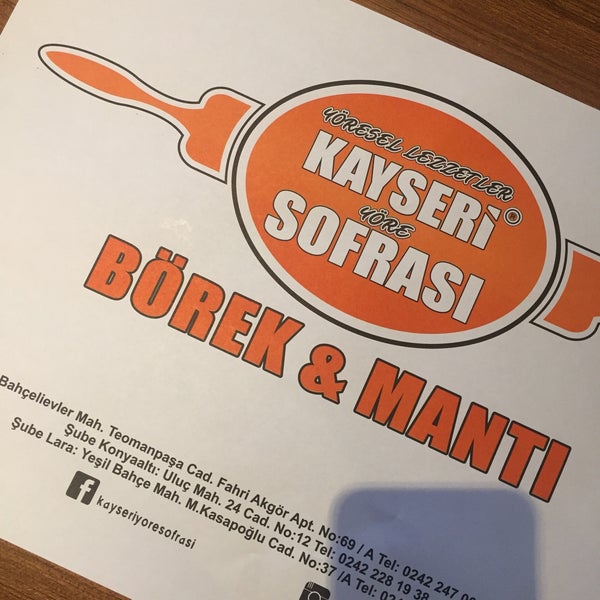 YÖRESEL LEZZETLER
KAYSERİ
YÖRE
SOFRASI
BÖREK & MANTI
Bahçelievler Mah. Teomanpaşa Cad. Fahri Akgör Apt. No:69 / A Tel: 0242 247
Şube Konyaaltı: Uluç Mah. 24 Cad. No:12 Tel: 0242 228 19 38
Şube Lara: Yeşil Bahçe Mah. M.Kasapoğlu Cad. No:37 /A Tel:
kayseriyoresofrasi